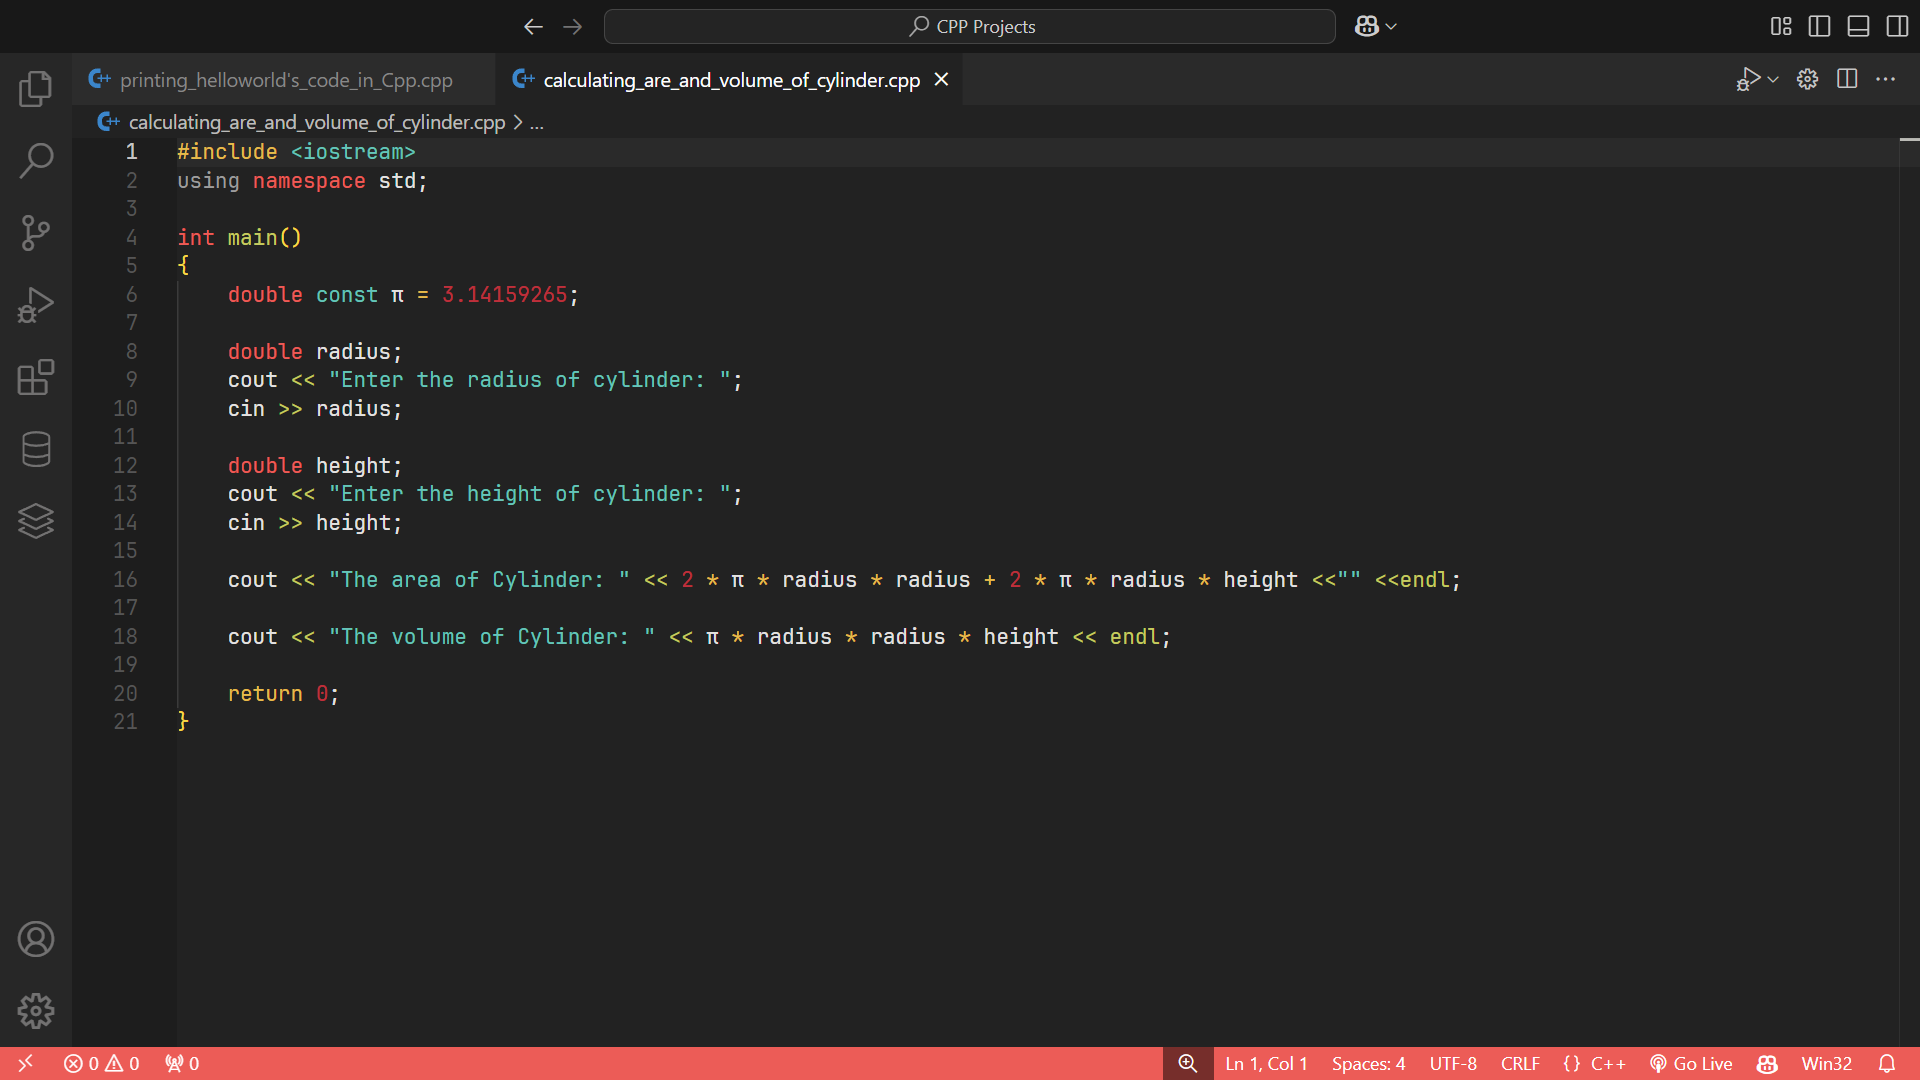 CPP Projects
printing_helloworld's_code_in_Cpp.cpp
calculating_are_and_volume_of_cylinder.cpp
calculating_are_and_volume_of_cylinder.cpp > ...
1 #include <iostream>
2 using namespace std;
3
4 int main()
5 {
6     double const π = 3.14159265;
7
8     double radius;
9     cout << "Enter the radius of cylinder: ";
10     cin >> radius;
11
12     double height;
13     cout << "Enter the height of cylinder: ";
14     cin >> height;
15
16     cout << "The area of Cylinder: " << 2 * π * radius * radius + 2 * π * radius * height <<"" <<endl;
17
18     cout << "The volume of Cylinder: " << π * radius * radius * height << endl;
19
20     return 0;
21 }
0 0 0 Ln 1, Col 1 Spaces: 4 UTF-8 CRLF {} C++ Go Live Win32